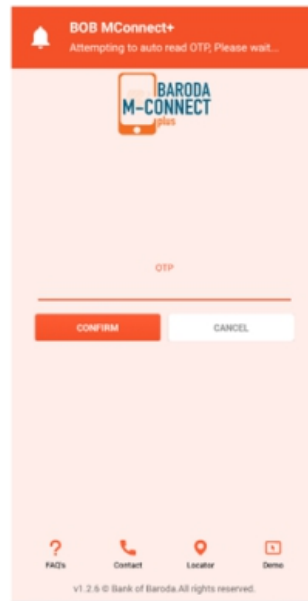 BOB MConnect+
Attempting to auto read OTP, Please wait...
BARODA
M-CONNECT
plus
OTP
CONFIRM CANCEL
FAQ's Contact Locator Demo
v1.2.6 © Bank of Baroda.All rights reserved.